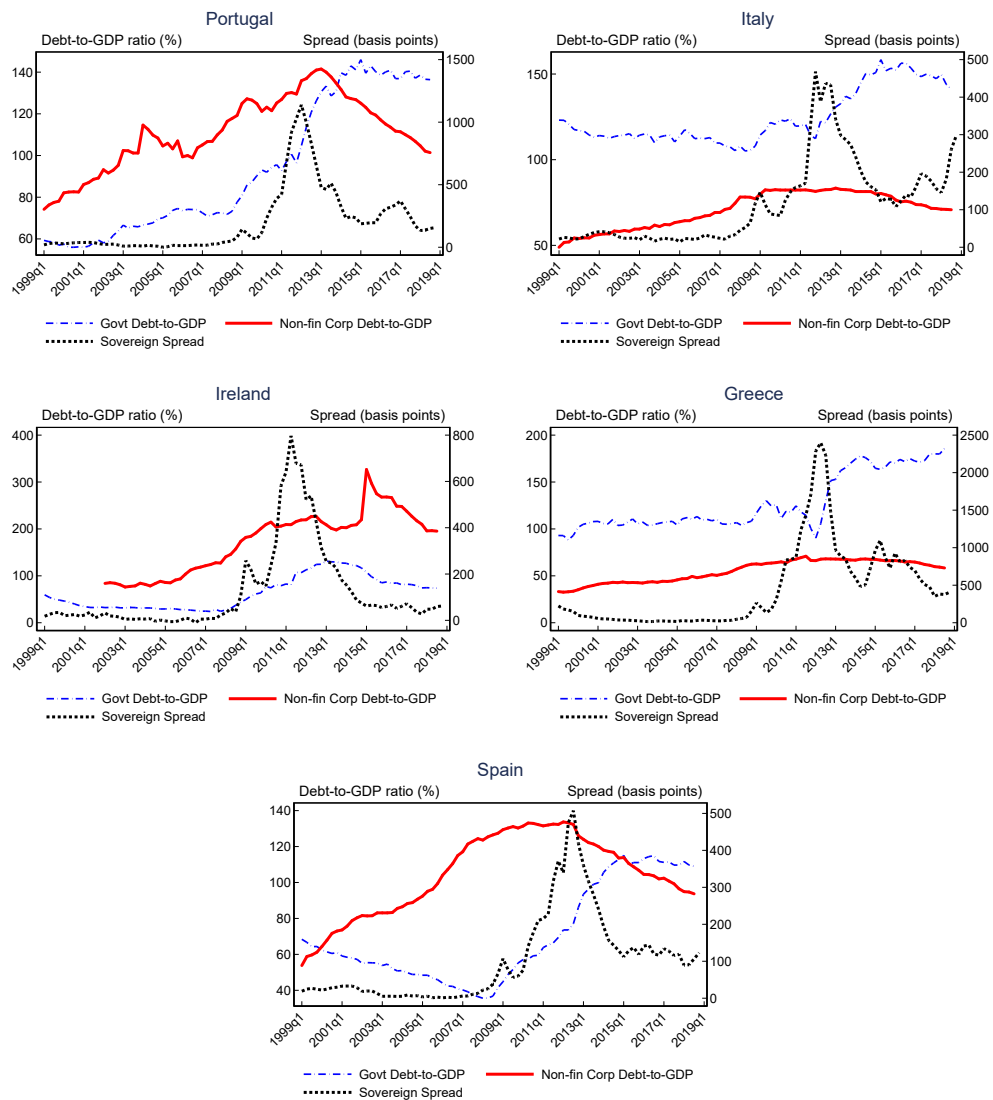 Portugal
Debt-to-GDP ratio (%) Spread (basis points)
140
120
100
80
60
1500
1000
500
0
1999q1 2001q1 2003q1 2005q1 2007q1 2009q1 2011q1 2013q1 2015q1 2017q1 2019q1
Govt Debt-to-GDP Non-fin Corp Debt-to-GDP
Sovereign Spread
Italy
Debt-to-GDP ratio (%) Spread (basis points)
150
100
50
500
400
300
200
100
0
1999q1 2001q1 2003q1 2005q1 2007q1 2009q1 2011q1 2013q1 2015q1 2017q1 2019q1
Govt Debt-to-GDP Non-fin Corp Debt-to-GDP
Sovereign Spread
Ireland
Debt-to-GDP ratio (%) Spread (basis points)
400
300
200
100
0
800
600
400
200
0
1999q1 2001q1 2003q1 2005q1 2007q1 2009q1 2011q1 2013q1 2015q1 2017q1 2019q1
Govt Debt-to-GDP Non-fin Corp Debt-to-GDP
Sovereign Spread
Greece
Debt-to-GDP ratio (%) Spread (basis points)
200
150
100
50
0
2500
2000
1500
1000
500
0
1999q1 2001q1 2003q1 2005q1 2007q1 2009q1 2011q1 2013q1 2015q1 2017q1 2019q1
Govt Debt-to-GDP Non-fin Corp Debt-to-GDP
Sovereign Spread
Spain
Debt-to-GDP ratio (%) Spread (basis points)
140
120
100
80
60
40
500
400
300
200
100
0
1999q1 2001q1 2003q1 2005q1 2007q1 2009q1 2011q1 2013q1 2015q1 2017q1 2019q1
Govt Debt-to-GDP Non-fin Corp Debt-to-GDP
Sovereign Spread